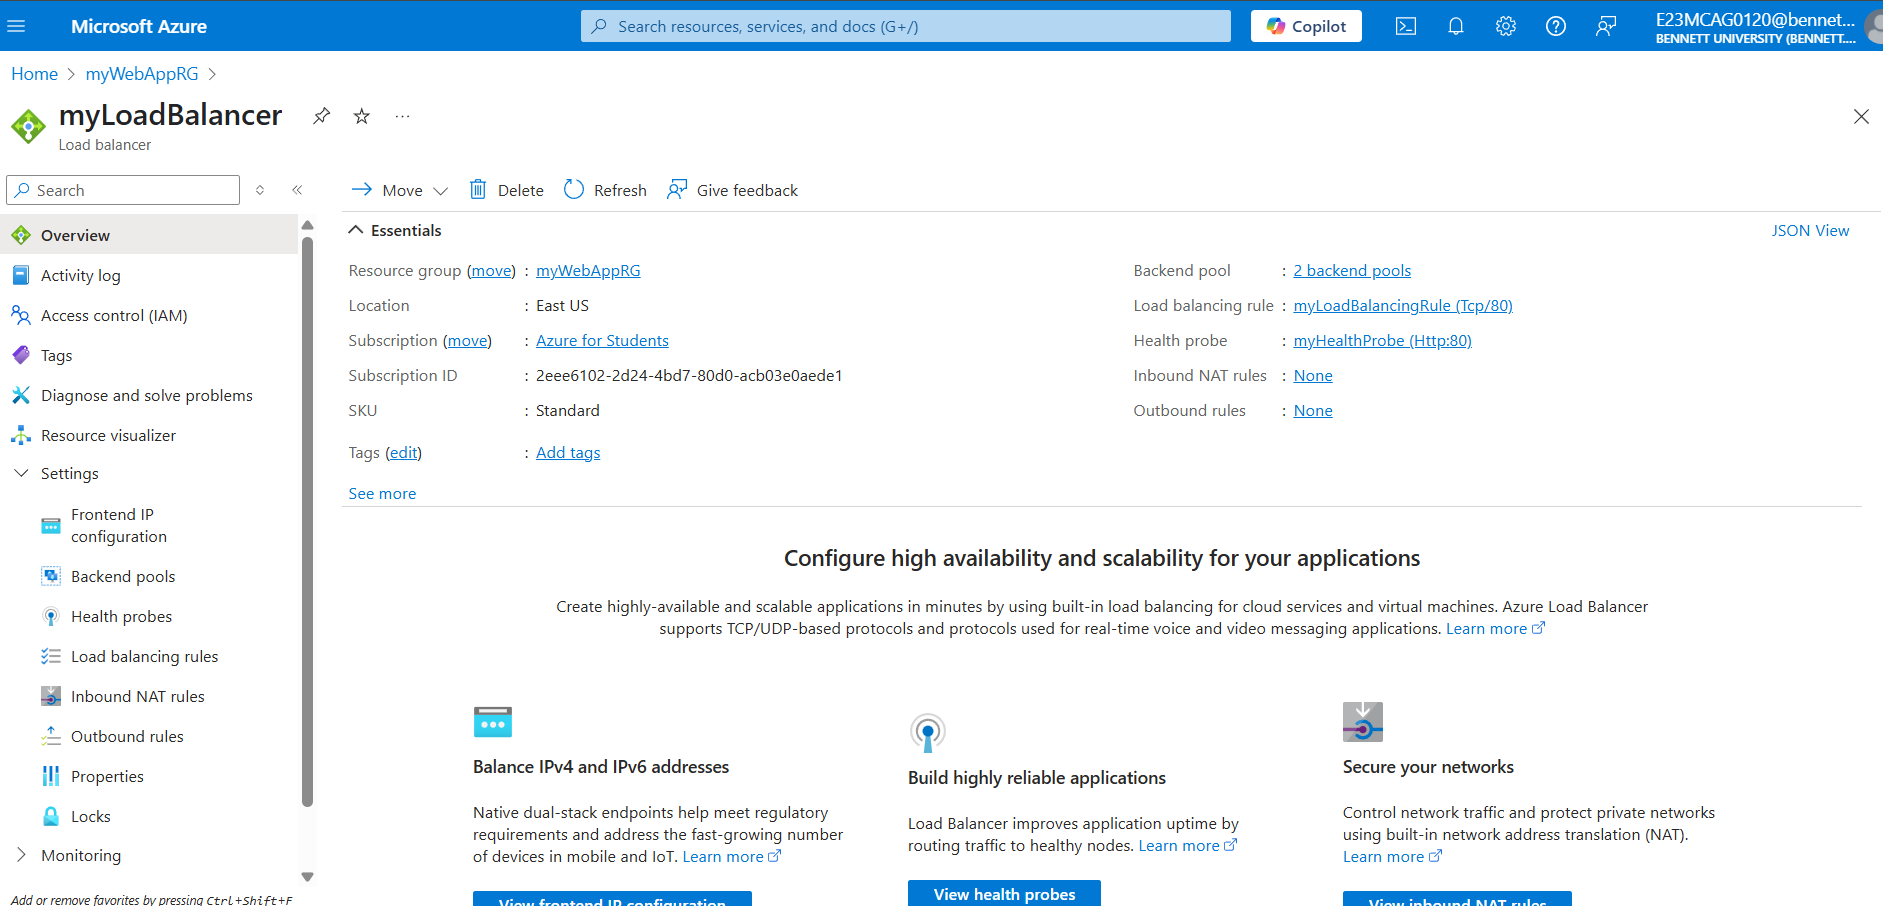 Microsoft Azure
Search resources, services, and docs (G+/)
Copilot
E23MCAG0120@bennet...
BENNETT UNIVERSITY (BENNETT....
Home > myWebAppRG >
myLoadBalancer
...
Load balancer
Search
Move
Delete
Refresh
Give feedback
Overview
Activity log
Access control (IAM)
Tags
Diagnose and solve problems
Resource visualizer
Settings
Frontend IP
configuration
Backend pools
Health probes
Load balancing rules
Inbound NAT rules
Outbound rules
Properties
Locks
Monitoring
Add or remove favorites by pressing Ctrl+Shift+F
Essentials
JSON View
Resource group (move) : myWebAppRG
Location : East US
Subscription (move) : Azure for Students
Subscription ID : 2eee6102-2d24-4bd7-80d0-acb03e0aede1
SKU : Standard
Tags (edit) : Add tags
See more
Backend pool : 2 backend pools
Load balancing rule : myLoadBalancingRule (Tcp/80)
Health probe : myHealthProbe (Http:80)
Inbound NAT rules : None
Outbound rules : None
Configure high availability and scalability for your applications
Create highly-available and scalable applications in minutes by using built-in load balancing for cloud services and virtual machines. Azure Load Balancer
supports TCP/UDP-based protocols and protocols used for real-time voice and video messaging applications. Learn more
Balance IPv4 and IPv6 addresses
Native dual-stack endpoints help meet regulatory
requirements and address the fast-growing number
of devices in mobile and IoT. Learn more
View frontend IP configuration
Build highly reliable applications
Load Balancer improves application uptime by
routing traffic to healthy nodes. Learn more
View health probes
Secure your networks
Control network traffic and protect private networks
using built-in network address translation (NAT).
Learn more
View inbound NAT rules